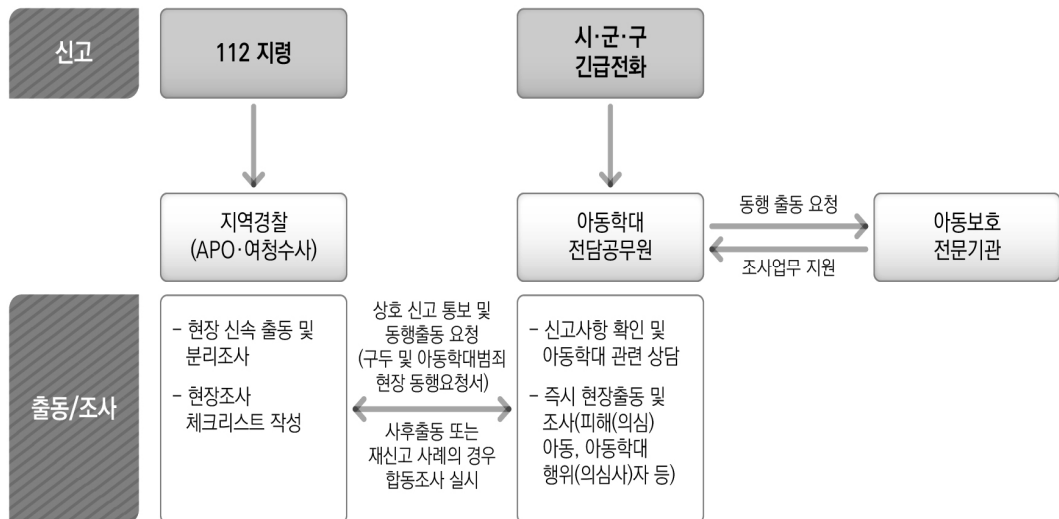 신고
112 지령
시·군·구
긴급전화
지역경찰
(APO·여청수사)
아동학대
전담공무원
동행 출동 요청
조사업무 지원
아동보호
전문기관
출동/조사
– 현장 신속 출동 및
분리조사
– 현장조사
체크리스트 작성
상호 신고 통보 및
동행출동 요청
(구두 및 아동학대범죄
현장 동행요청서)
사후출동 또는
재신고 사례의 경우
합동조사 실시
– 신고사항 확인 및
아동학대 관련 상담
– 즉시 현장출동 및
조사(피해(의심)
아동, 아동학대
행위(의심사)자 등)